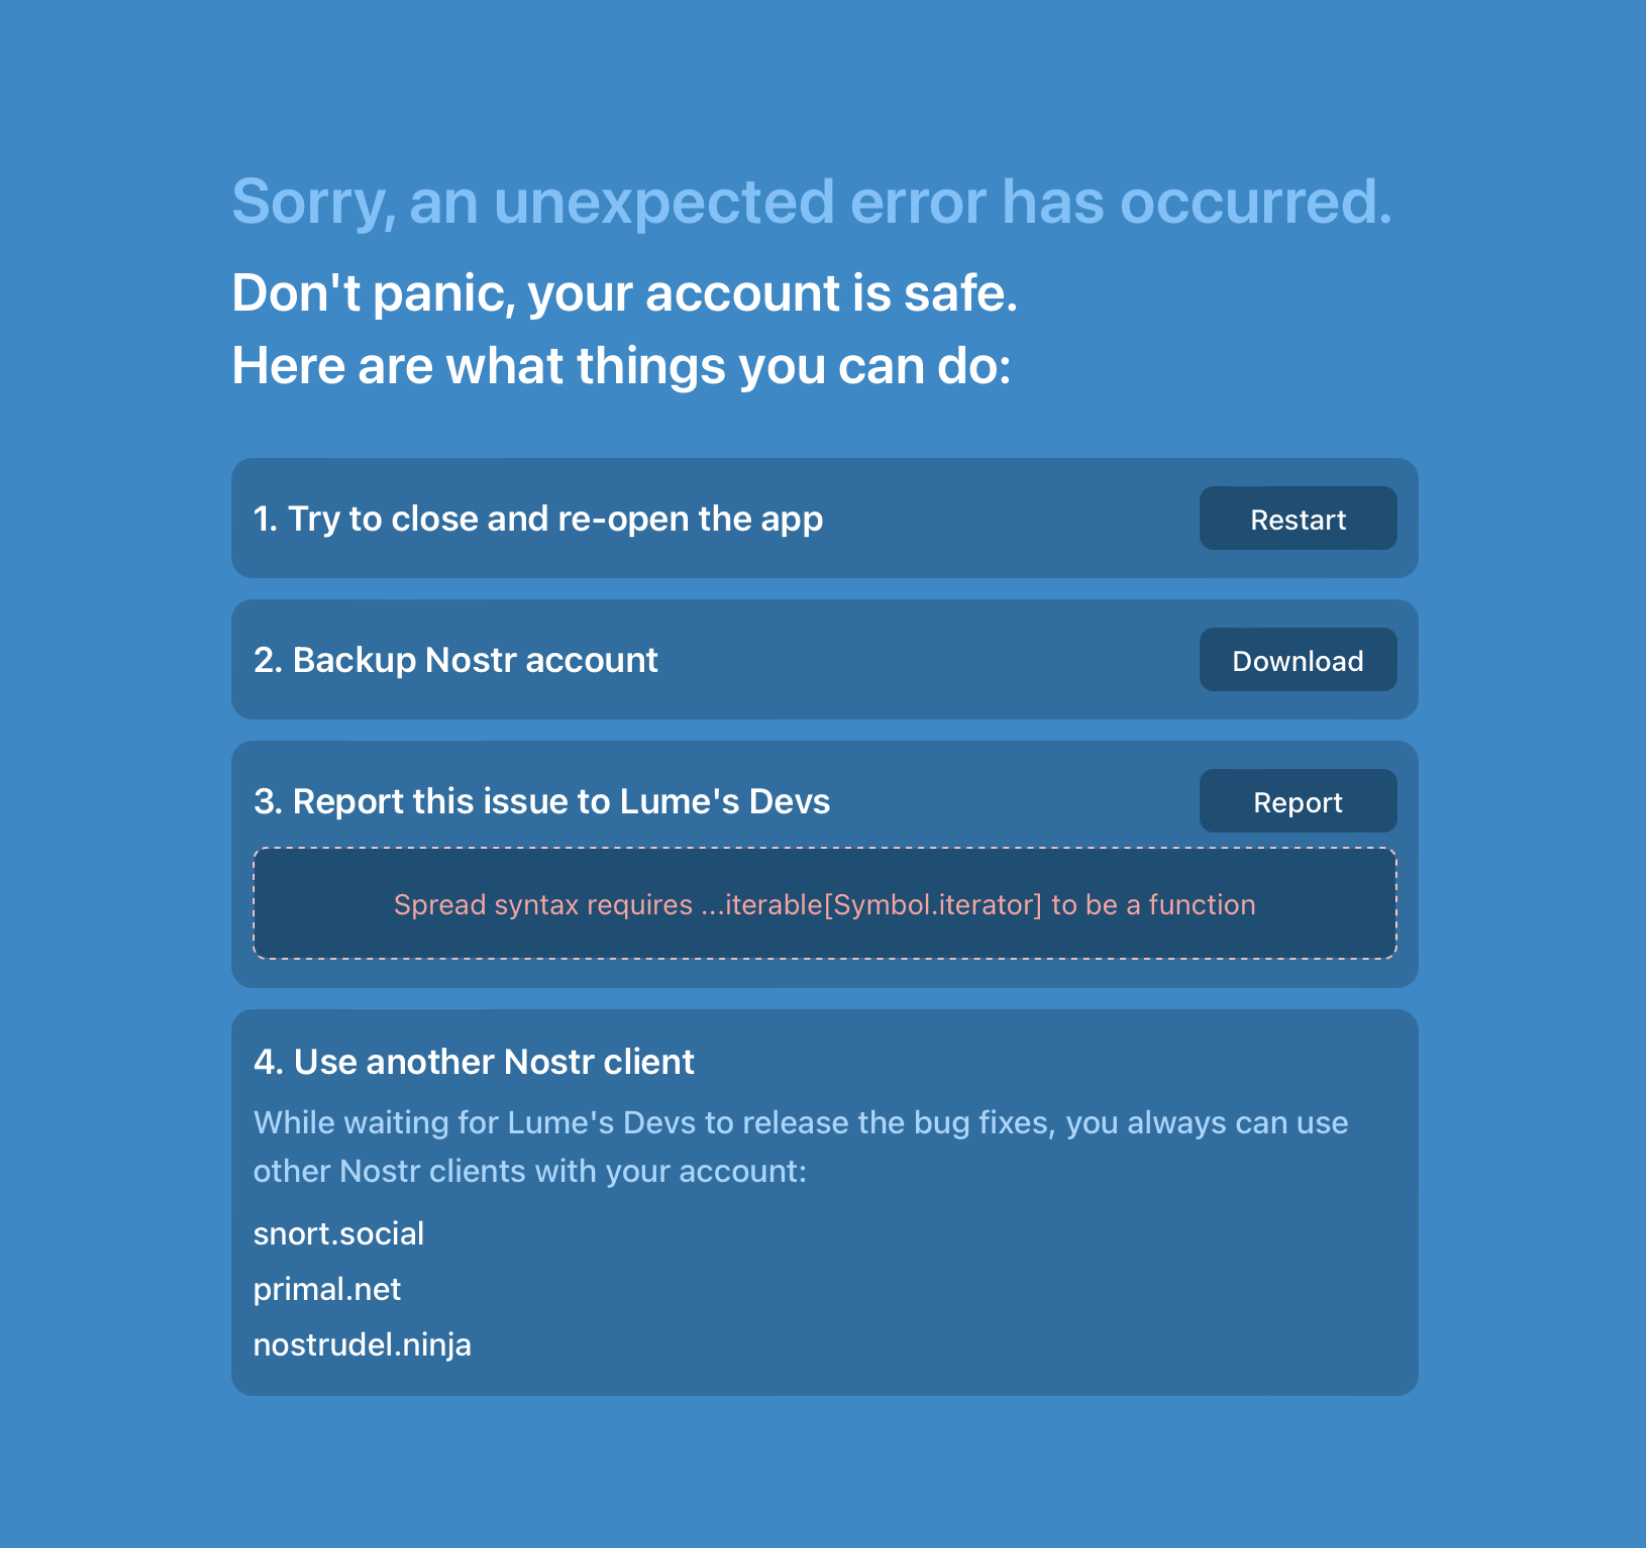 Sorry, an unexpected error has occurred.
Don't panic, your account is safe.
Here are what things you can do:
1. Try to close and re-open the app
Restart
2. Backup Nostr account
Download
3. Report this issue to Lume's Devs
Report
Spread syntax requires ...iterable[Symbol.iterator] to be a function
4. Use another Nostr client
While waiting for Lume's Devs to release the bug fixes, you always can use
other Nostr clients with your account:
snort.social
primal.net
nostrudel.ninja